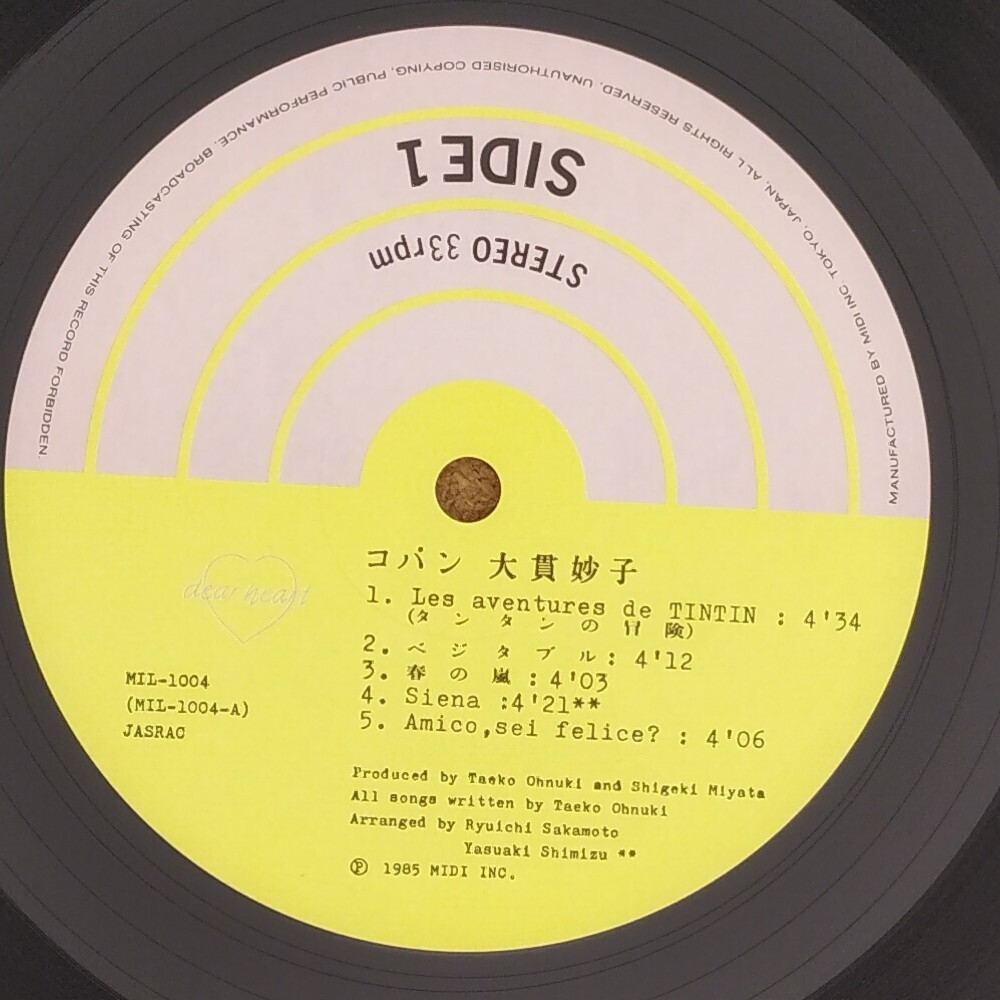 MANUFACTURED BY MIDI INC. TOKYO, JAPAN, ALL RIGHTS RESERVED, UNAUTHORISED COPYING, PUBLIC PERFORMANCE, BROADCASTING OF THIS RECORD FORBIDDEN.
SIDE 1
STEREO 33rpm
dear heart
コパン 大貫妙子
1. Les aventures de TINTIN : 4'34
(タンタンの冒険)
2. ベジタブル: 4'12
3. 春の嵐 : 4'03
4. Siena :4'21**
5. Amico,sei felice? : 4'06
MIL-1004
(MIL-1004-A)
JASRAC
Produced by Taeko Ohnuki and Shigeki Miyata
All songs written by Taeko Ohnuki
Arranged by Ryuichi Sakamoto
Yasuaki Shimizu **
Ⓟ 1985 MIDI INC.